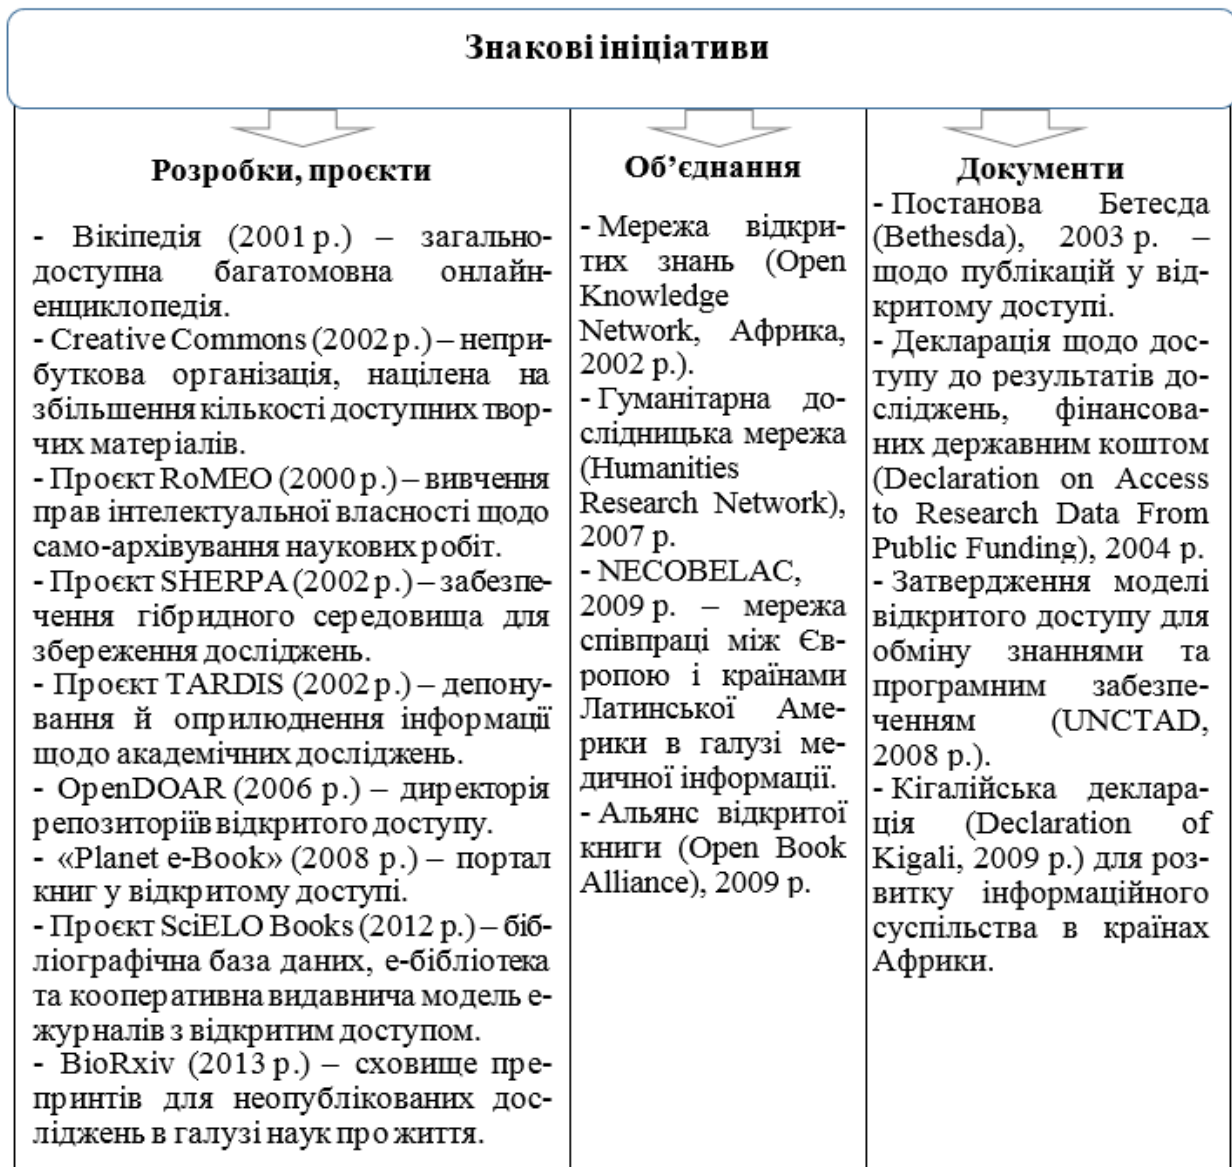 Знакові ініціативи
Розробки, проєкти
- Вікіпедія (2001 р.) – загально-
доступна багатомовна онлайн-
енциклопедія.
- Creative Commons (2002 р.) – непри-
буткова організація, націлена на
збільшення кількості доступних твор-
чих матеріалів.
- Проєкт RoMEO (2000 р.) – вивчення
прав інтелектуальної власності щодо
само-архівування наукових робіт.
- Проєкт SHERPA (2002 р.) – забезпе-
чення гібридного середовища для
збереження досліджень.
- Проєкт TARDIS (2002 р.) – депону-
вання й оприлюднення інформації
щодо академічних досліджень.
- OpenDOAR (2006 р.) – директорія
репозиторіїв відкритого доступу.
- «Planet e-Book» (2008 р.) – портал
книг у відкритому доступі.
- Проєкт SciELO Books (2012 р.) – біб-
ліографічна база даних, е-бібліотека
та кооперативна видавнича модель е-
журналів з відкритим доступом.
- BioRxiv (2013 р.) – сховище пре-
принтів для неопублікованих дос-
ліджень в галузі наук про життя.
Об’єднання
- Мережа відкри-
тих знань (Open
Knowledge
Network, Африка,
2002 р.).
- Гуманітарна до-
слідницька мережа
(Humanities
Research Network),
2007 р.
- NECOBELAC,
2009 р. – мережа
співпраці між Єв-
ропою і країнами
Латинської Аме-
рики в галузі ме-
дичної інформації.
- Альянс відкритої
книги (Open Book
Alliance), 2009 р.
Документи
- Постанова Бетесда
(Bethesda), 2003 р. –
щодо публікацій у від-
критому доступі.
- Декларація щодо дос-
тупу до результатів до-
сліджень, фінансова-
них державним коштом
(Declaration on Access
to Research Data From
Public Funding), 2004 р.
- Затвердження моделі
відкритого доступу для
обміну знаннями та
програмним забезпе-
ченням (UNCTAD,
2008 р.).
- Кігалійська деклара-
ція (Declaration of
Kigali, 2009 р.) для роз-
витку інформаційного
суспільства в країнах
Африки.